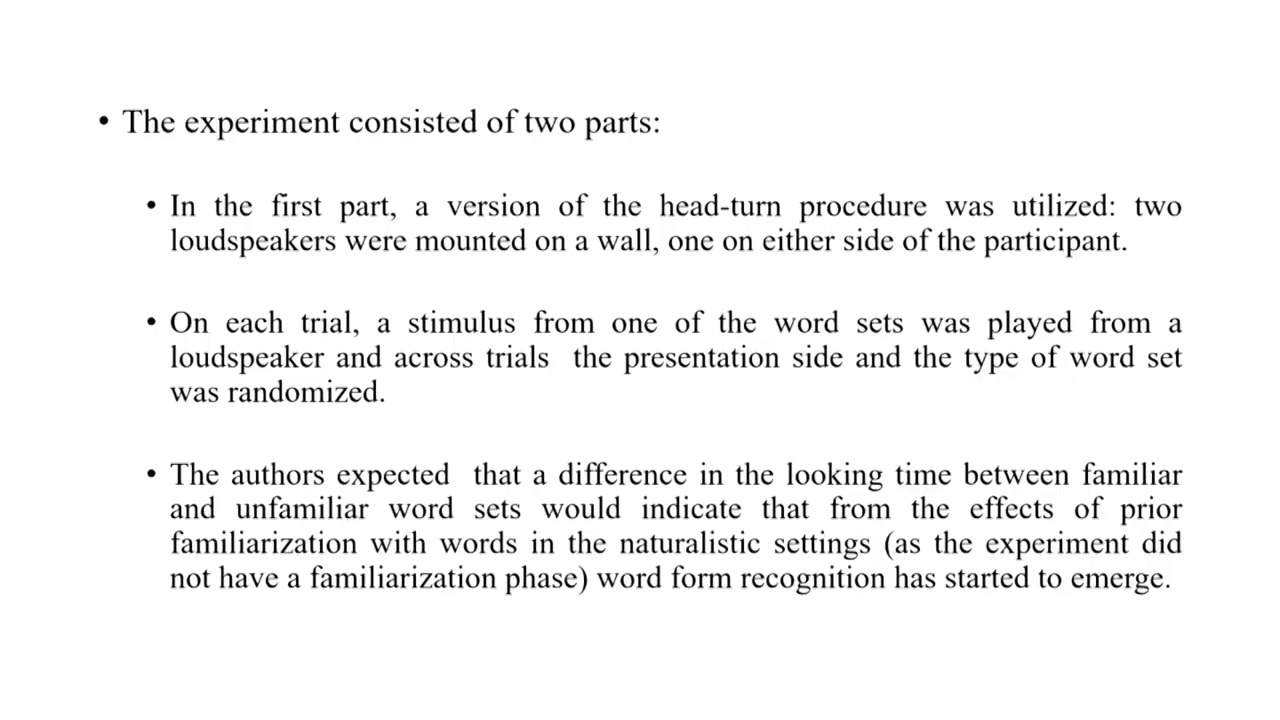 • The experiment consisted of two parts:
• In the first part, a version of the head-turn procedure was utilized: two
loudspeakers were mounted on a wall, one on either side of the participant.
• On each trial, a stimulus from one of the word sets was played from a
loudspeaker and across trials  the presentation side and the type of word set
was randomized.
• The authors expected  that a difference in the looking time between familiar
and unfamiliar word sets would indicate that from the effects of prior
familiarization with words in the naturalistic settings (as the experiment did
not have a familiarization phase) word form recognition has started to emerge.